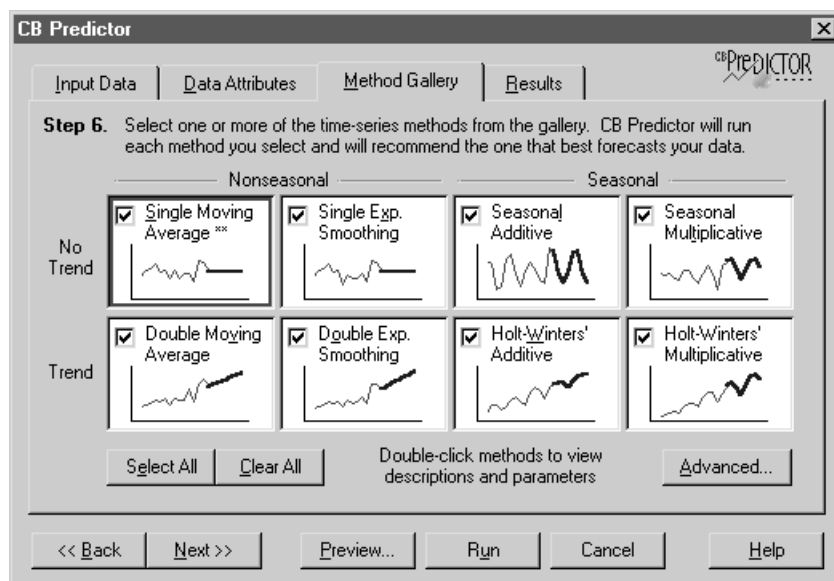 CB Predictor
CB PREDICTOR
Input Data
Data Attributes
Method Gallery
Results
Step 6. Select one or more of the time-series methods from the gallery. CB Predictor will run
each method you select and will recommend the one that best forecasts your data.
Nonseasonal
Seasonal
No
Trend
Single Moving
Average **
Single Exp.
Smoothing
Seasonal
Additive
Seasonal
Multiplicative
Trend
Double Moving
Average
Double Exp.
Smoothing
Holt-Winters'
Additive
Holt-Winters'
Multiplicative
Select All
Clear All
Double-click methods to view
descriptions and parameters
Advanced...
<< Back
Next >>
Preview...
Run
Cancel
Help